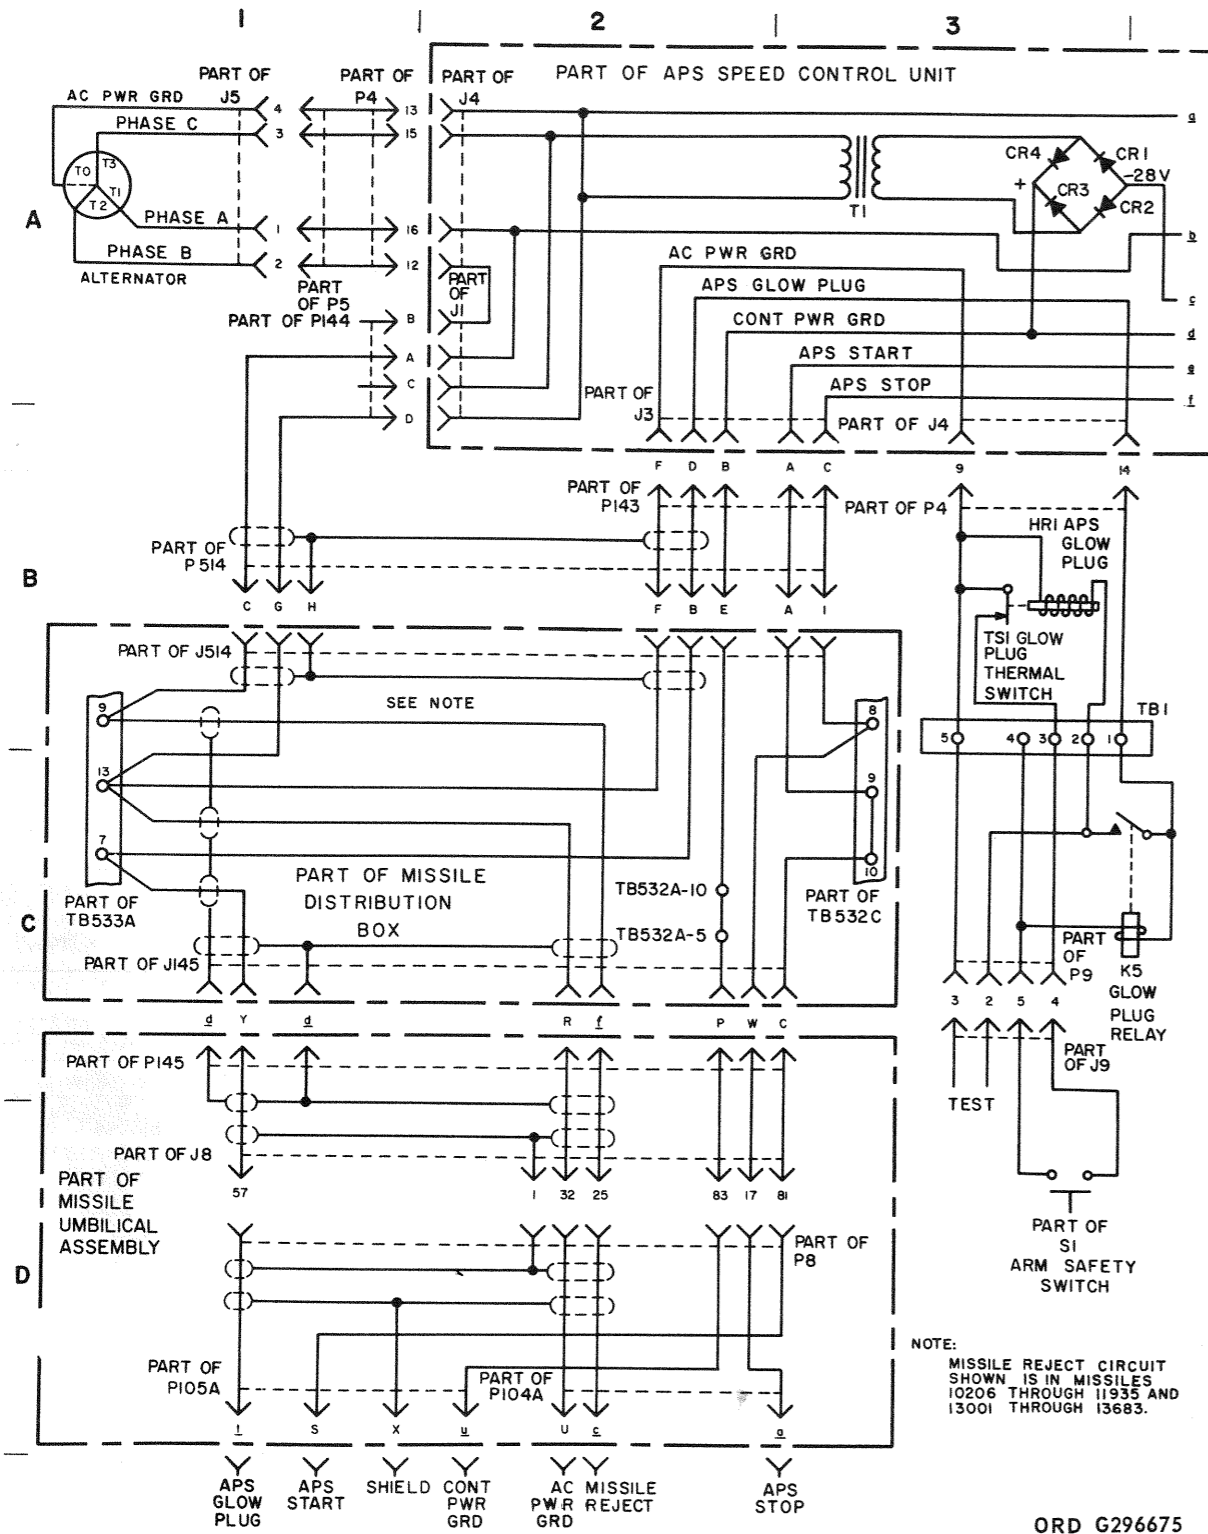 1 2 3
PART OF J5
PART OF P4
PART OF J4
PART OF APS SPEED CONTROL UNIT
AC PWR GRD
4 13
a
PHASE C
3 15
CR4 CR1
-28V
+
CR3
CR2
T0 T3
T1
T2
T1
A
PHASE A
1 16
b
PHASE B
2 12
AC PWR GRD
ALTERNATOR
PART OF P5
PART OF J1
APS GLOW PLUG
c
PART OF P144
B
CONT PWR GRD
d
A
APS START
e
C
APS STOP
f
D
PART OF J3
PART OF J4
F D B A C 9 14
PART OF P143
PART OF P4
HR1 APS
GLOW
PLUG
PART OF P514
B
C G H F B E A I
TS1 GLOW
PLUG
THERMAL
SWITCH
PART OF J514
SEE NOTE
9
8
TB1
5 4 3 2 1
13
9
7
10
PART OF MISSILE
DISTRIBUTION
BOX
TB532A-10
PART OF
TB533A
PART OF
TB532C
C
TB532A-5
PART OF J145
PART
OF
P9
K5
GLOW
PLUG
RELAY
3 2 5 4
d Y d R f P W C
PART OF P145
PART
OF J9
TEST
PART OF J8
PART OF
MISSILE
UMBILICAL
ASSEMBLY
57 1 32 25 83 17 81
PART OF
S1
ARM SAFETY
SWITCH
PART OF
P8
D
NOTE:
MISSILE REJECT CIRCUIT
SHOWN IS IN MISSILES
10206 THROUGH 11935 AND
13001 THROUGH 13683.
PART OF
P105A
PART OF
P104A
S X u U c a
APS
GLOW
PLUG
APS
START
SHIELD
CONT
PWR
GRD
AC
PWR
GRD
MISSILE
REJECT
APS
STOP
ORD G296675